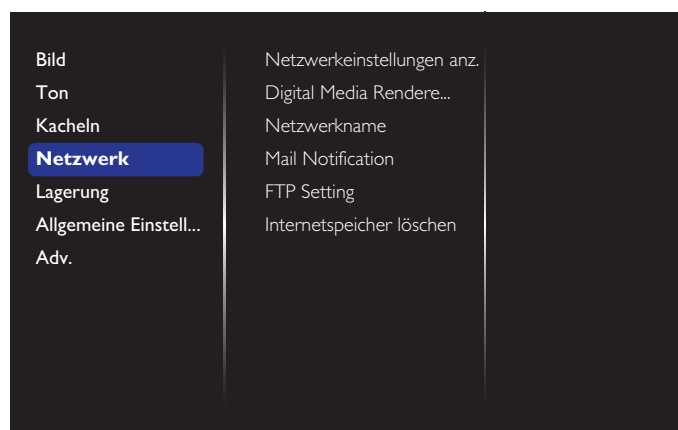 Bild
Ton
Kacheln
Netzwerk
Lagerung
Allgemeine Einstell...
Adv.
Netzwerkeinstellungen anz.
Digital Media Rendere...
Netzwerkname
Mail Notification
FTP Setting
Internetspeicher löschen